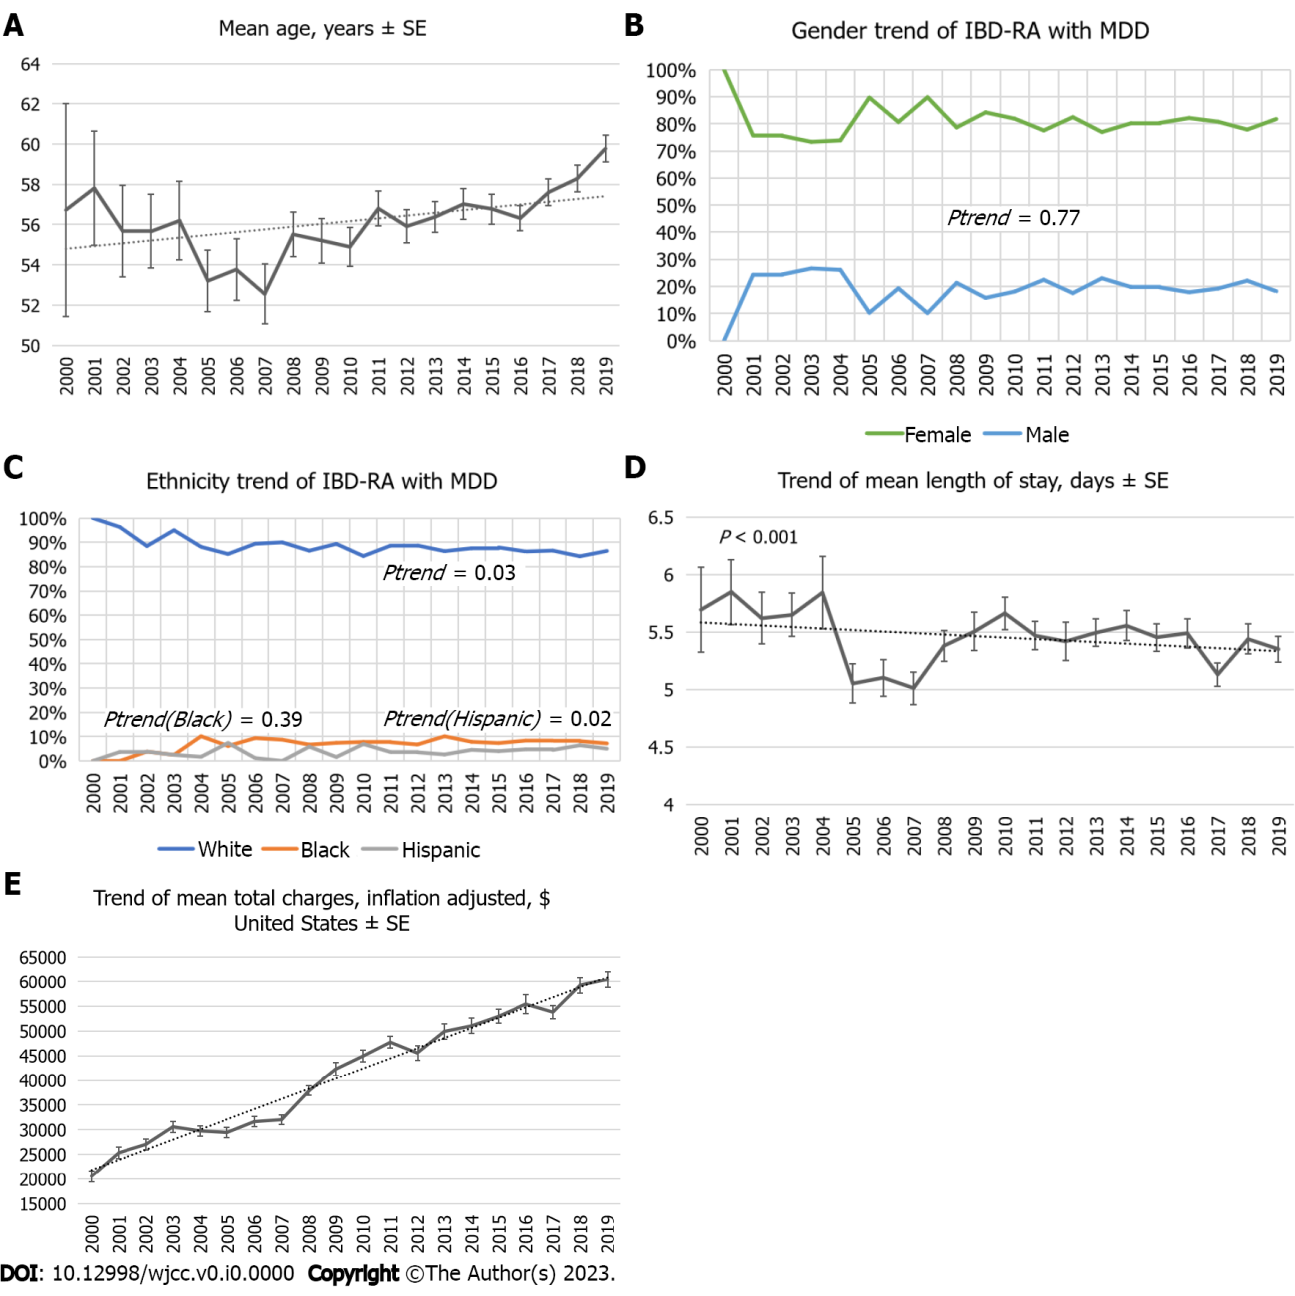 A
Mean age, years ± SE
64
62
60
58
56
54
52
50
2000 2001 2002 2003 2004 2005 2006 2007 2008 2009 2010 2011 2012 2013 2014 2015 2016 2017 2018 2019
B
Gender trend of IBD-RA with MDD
100%
90%
80%
70%
60%
50%
40%
30%
20%
10%
0%
Ptrend = 0.77
2000 2001 2002 2003 2004 2005 2006 2007 2008 2009 2010 2011 2012 2013 2014 2015 2016 2017 2018 2019
Female Male
C
Ethnicity trend of IBD-RA with MDD
100%
90%
80%
70%
60%
50%
40%
30%
20%
10%
0%
Ptrend = 0.03
Ptrend(Black) = 0.39 Ptrend(Hispanic) = 0.02
2000 2001 2002 2003 2004 2005 2006 2007 2008 2009 2010 2011 2012 2013 2014 2015 2016 2017 2018 2019
White Black Hispanic
D
Trend of mean length of stay, days ± SE
6.5
6
5.5
5
4.5
4
P < 0.001
2000 2001 2002 2003 2004 2005 2006 2007 2008 2009 2010 2011 2012 2013 2014 2015 2016 2017 2018 2019
E
Trend of mean total charges, inflation adjusted, $
United States ± SE
65000
60000
55000
50000
45000
40000
35000
30000
25000
20000
15000
2000 2001 2002 2003 2004 2005 2006 2007 2008 2009 2010 2011 2012 2013 2014 2015 2016 2017 2018 2019
DOI: 10.12998/wjcc.v0.i0.0000 Copyright ©The Author(s) 2023.